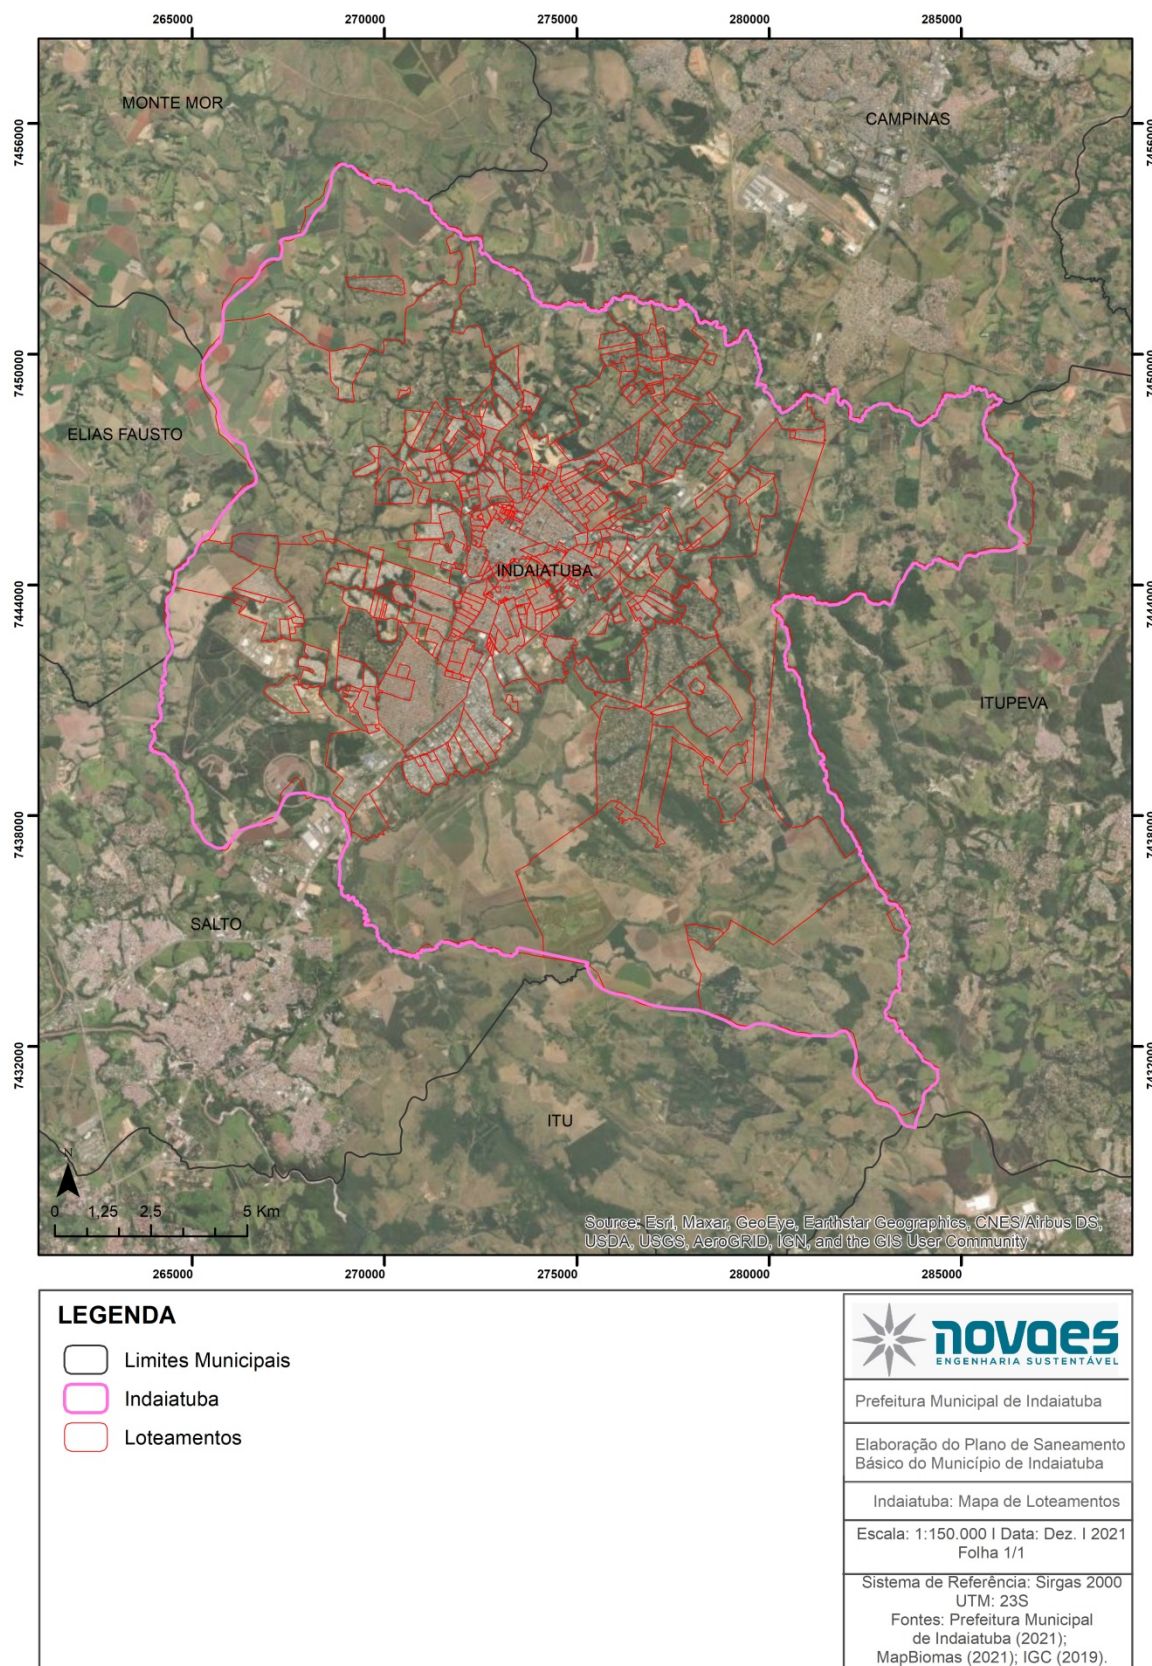 265000 270000 275000 280000 285000
MONTE MOR
CAMPINAS
7456000 7456000
7450000 7450000
ELIAS FAUSTO
INDAIATUBA
7444000 7444000
ITUPEVA
7438000 7438000
SALTO
7432000 7432000
ITU
N
0 1,25 2,5 5 Km
Source: Esri, Maxar, GeoEye, Earthstar Geographics, CNES/Airbus DS,
USDA, USGS, AeroGRID, IGN, and the GIS User Community
265000 270000 275000 280000 285000
LEGENDA
Limites Municipais
Indaiatuba
Loteamentos
novaes
ENGENHARIA SUSTENTÁVEL
Prefeitura Municipal de Indaiatuba
Elaboração do Plano de Saneamento
Básico do Município de Indaiatuba
Indaiatuba: Mapa de Loteamentos
Escala: 1:150.000 I Data: Dez. I 2021
Folha 1/1
Sistema de Referência: Sirgas 2000
UTM: 23S
Fontes: Prefeitura Municipal
de Indaiatuba (2021);
MapBiomas (2021); IGC (2019).